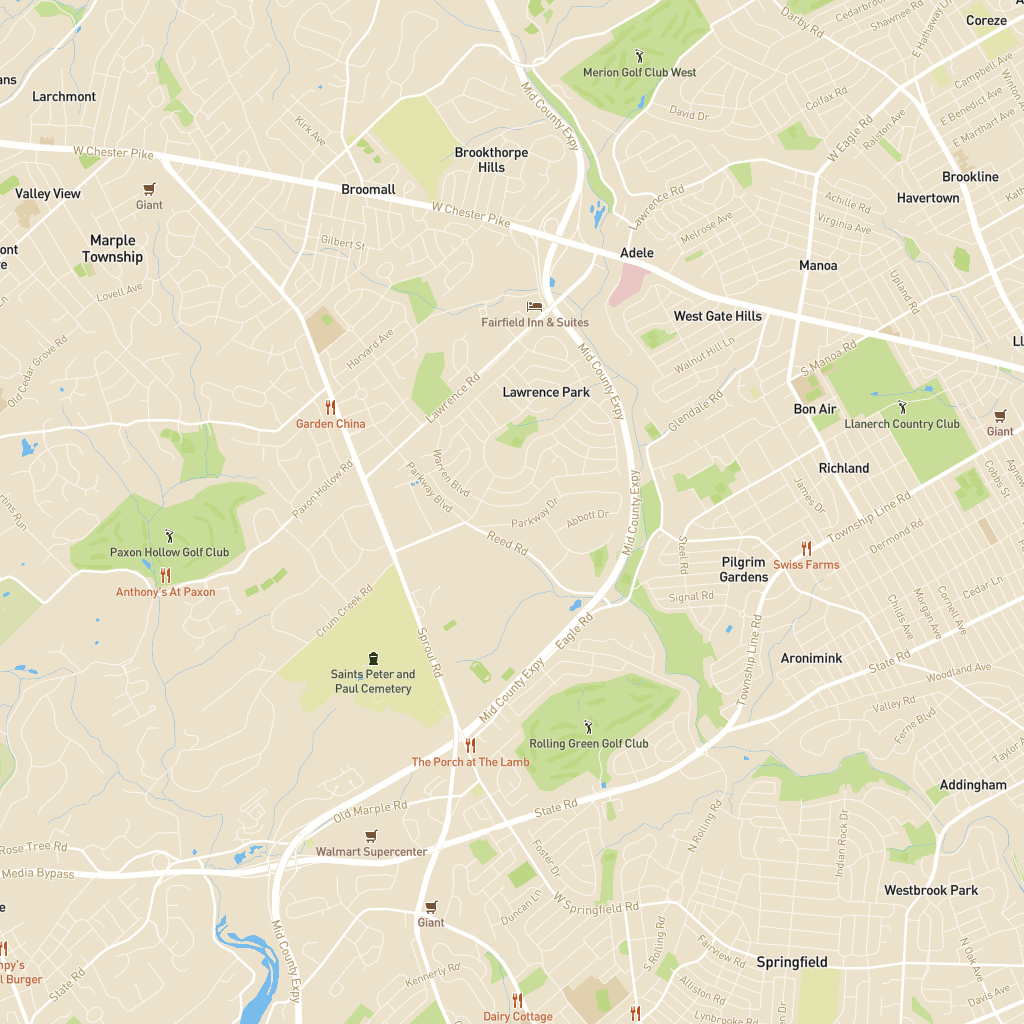 Darby Rd
Cedarbrook
Shawnee Rd
E Hathaway Ln
Coreze
Merion Golf Club West
Larchmont
Mid County Expy
Campbell Ave
Winton
E Benedict Ave
David Dr
Colfax Rd
Ralston Ave
E Manthart Ave
Kirk Ave
W Eagle Rd
W Chester Pike
Brookthorpe
Hills
Brookline
Valley View
Giant
Broomall
Havertown
Lawrence Rd
Achille Rd
Virginia Ave
W Chester Pike
Melrose Ave
Marple
Township
Gilbert St
Adele
Manoa
Lovell Ave
Upland Rd
Fairfield Inn & Suites
West Gate Hills
Harvard Ave
Old Cedar Grove Rd
Mid County Expy
Walnut Hill Ln
S Manoa Rd
Lawrence Rd
Lawrence Park
Garden China
Glendale Rd
Bon Air
Llanerch Country Club
Giant
Warren Blvd
Parkway Blvd
Paxon Hollow Rd
Richland
Cobbs St
James Dr
Township Line Rd
Mid County Expy
Parkway Dr
Abbott Dr
Reed Rd
Dermond Rd
Paxon Hollow Golf Club
Steel Rd
Pilgrim
Gardens
Swiss Farms
Anthony's At Paxon
Signal Rd
Crum Creek Rd
Childs Ave
Morgan Ave
Cornell Ave
Cedar Ln
Sproul Rd
Eagle Rd
Township Line Rd
Aronimink
State Rd
Woodland Ave
Saints Peter and
Paul Cemetery
Mid County Expy
Valley Rd
Ferne Blvd
Rolling Green Golf Club
The Porch at The Lamb
Addingham
Old Marple Rd
State Rd
N Rolling Rd
Indian Rock Dr
Rose Tree Rd
Walmart Supercenter
Media Bypass
Foster Dr
Westbrook Park
Duncan Ln
W Springfield Rd
Giant
Mid County Expy
S Rolling Rd
Fairview Rd
Springfield
N Oak Ave
State Rd
Kennerly Rd
Alliston Rd
Davis Ave
Dairy Cottage
Lynbrooke Rd